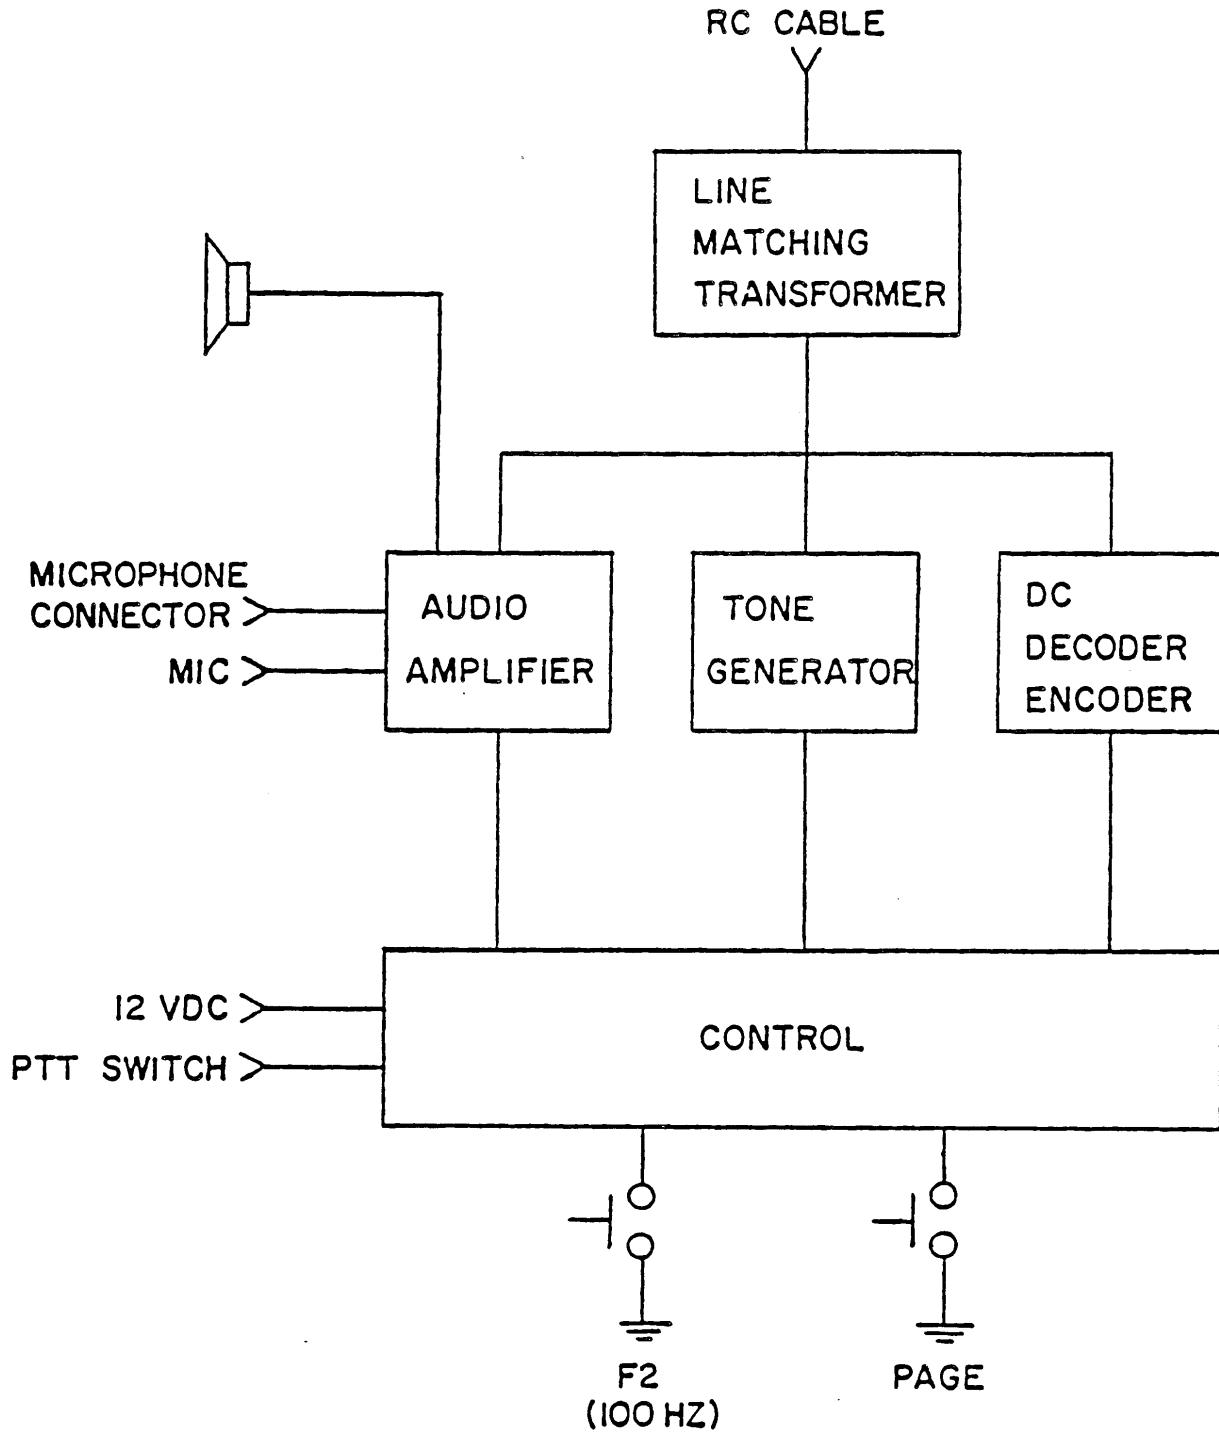 RC CABLE
LINE
MATCHING
TRANSFORMER
MICROPHONE
CONNECTOR
MIC
AUDIO
AMPLIFIER
TONE
GENERATOR
DC
DECODER
ENCODER
12 VDC
PTT SWITCH
CONTROL
F2
(100 HZ)
PAGE